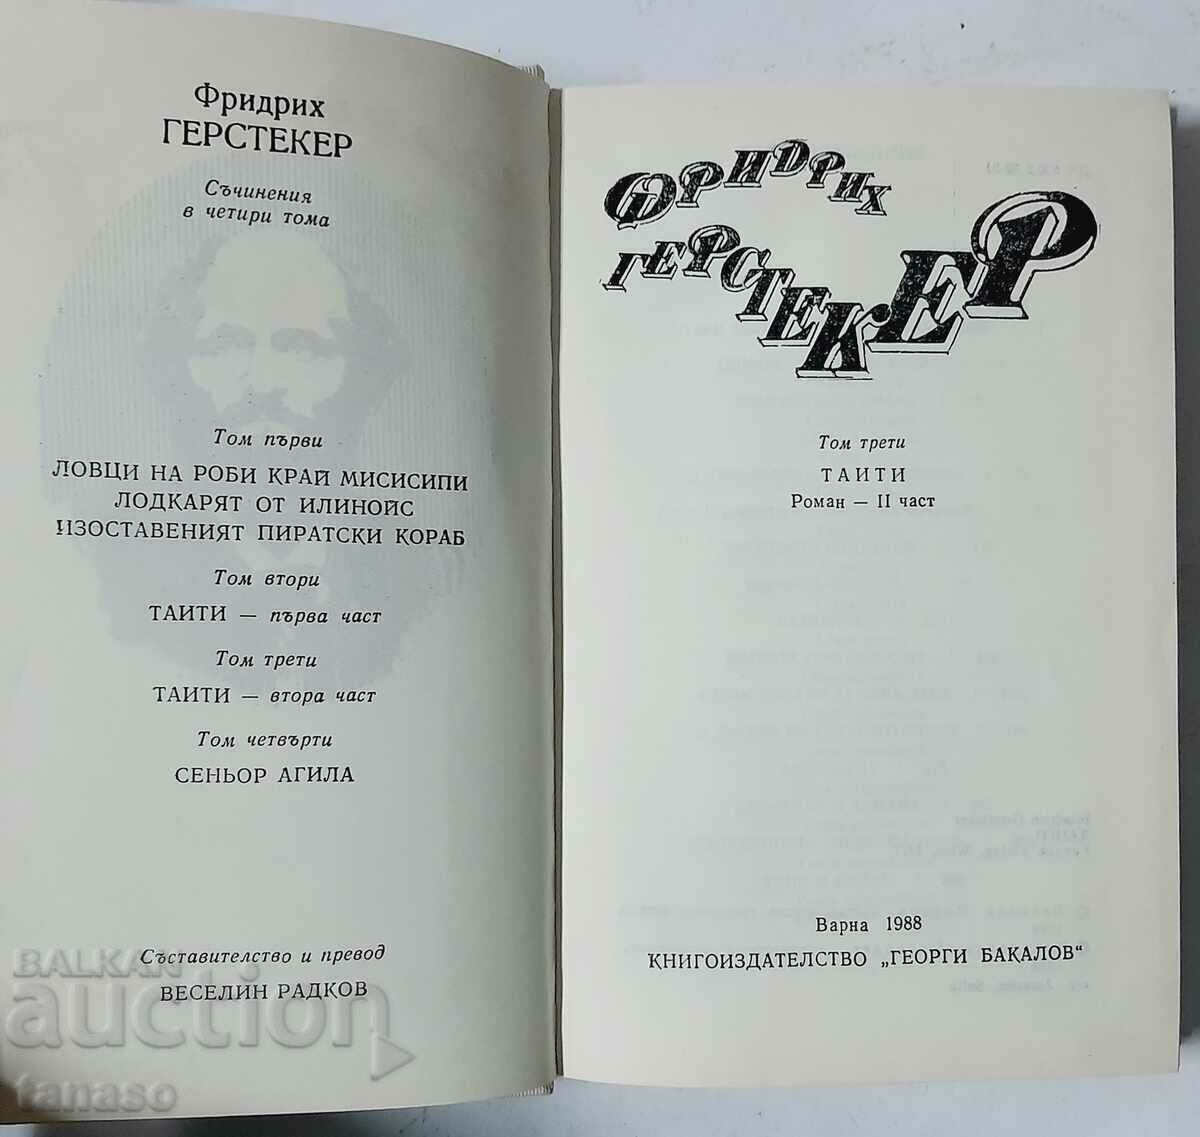 Фридрих
ГЕРСТЕКЕР
Съчинения
в четири тома
Том първи
ЛОВЦИ НА РОБИ КРАЙ МИСИСИПИ
ЛОДКАРЯТ ОТ ИЛИНОЙС
ИЗОСТАВЕНИЯТ ПИРАТСКИ КОРАБ
Том втори
ТАИТИ — първа част
Том трети
ТАИТИ — втора част
Том четвърти
СЕНЬОР АГИЛА
Съставителство и превод
ВЕСЕЛИН РАДКОВ
BALKAN
auction
tanaso
ФРИДРИХ
ГЕРСТЕКЕР
Том трети
ТАИТИ
Роман — II част
Варна 1988
КНИГОИЗДАТЕЛСТВО „ГЕОРГИ БАКАЛОВ“